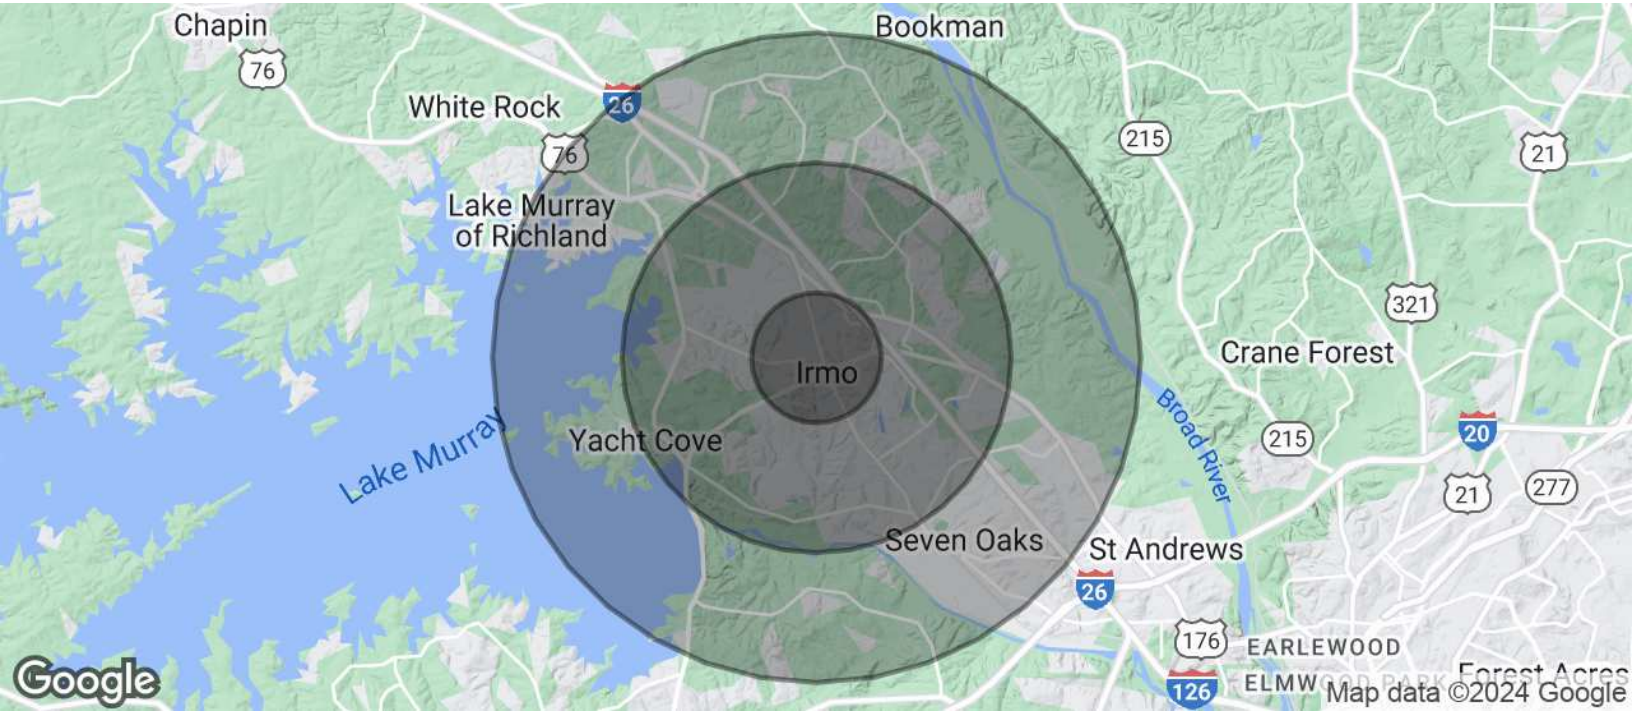 Chapin
Bookman
76
26
White Rock
215
76
21
Lake Murray
of Richland
321
Crane Forest
Irmo
Broad River
Yacht Cove
Lake Murray
215
20
21
277
Seven Oaks
St Andrews
26
176
EARLEWOOD
Google
126
ELMWOOD PARK
Forest Acres
Map data ©2024 Google